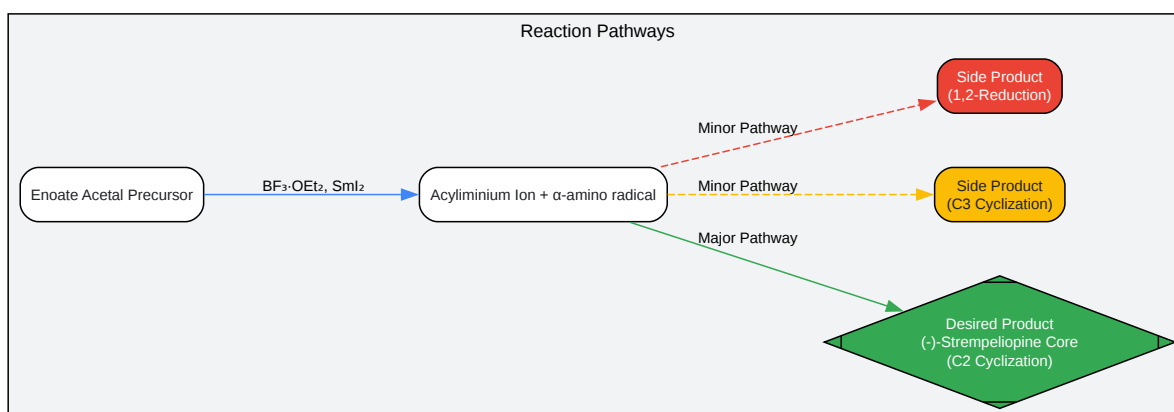 Reaction Pathways
Side Product
(1,2-Reduction)
Minor Pathway
Enoate Acetal Precursor
BF₃·OEt₂, SmI₂
Acyliminium Ion + α-amino radical
Minor Pathway
Side Product
(C3 Cyclization)
Major Pathway
Desired Product
(-)-Strempeliopine Core
(C2 Cyclization)